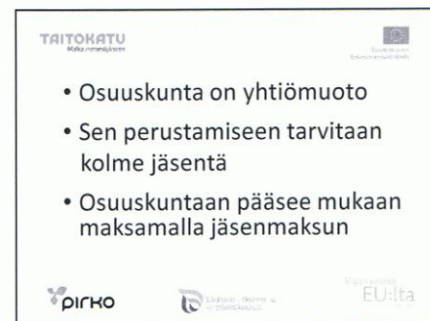 TAITOKATU
• Osuuskunta on yhtiömuoto
• Sen perustamiseen tarvitaan
kolme jäsentä
• Osuuskuntaan pääsee mukaan
maksamalla jäsenmaksun
PIRKO
EU:lta